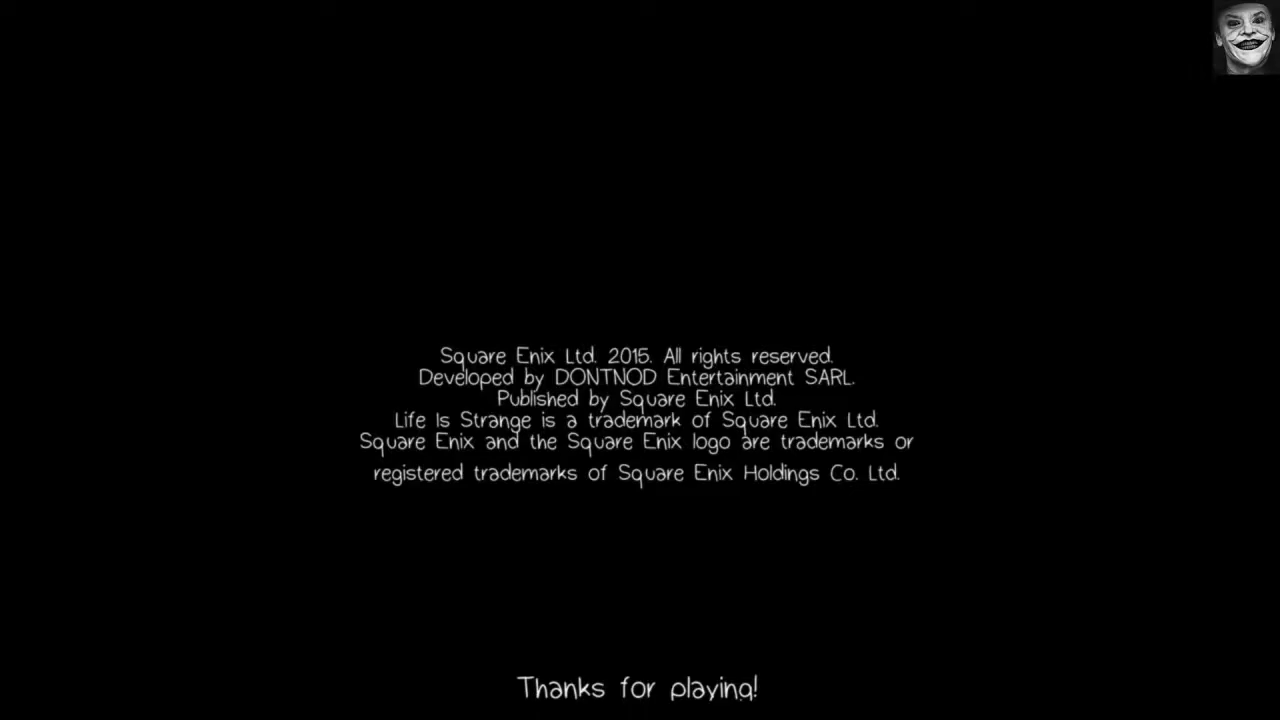 Square Enix Ltd. 2015. All rights reserved.
Developed by DONTNOD Entertainment SARL.
Published by Square Enix Ltd.
Life Is Strange is a trademark of Square Enix Ltd.
Square Enix and the Square Enix logo are trademarks or
registered trademarks of Square Enix Holdings Co. Ltd.
Thanks for playing!